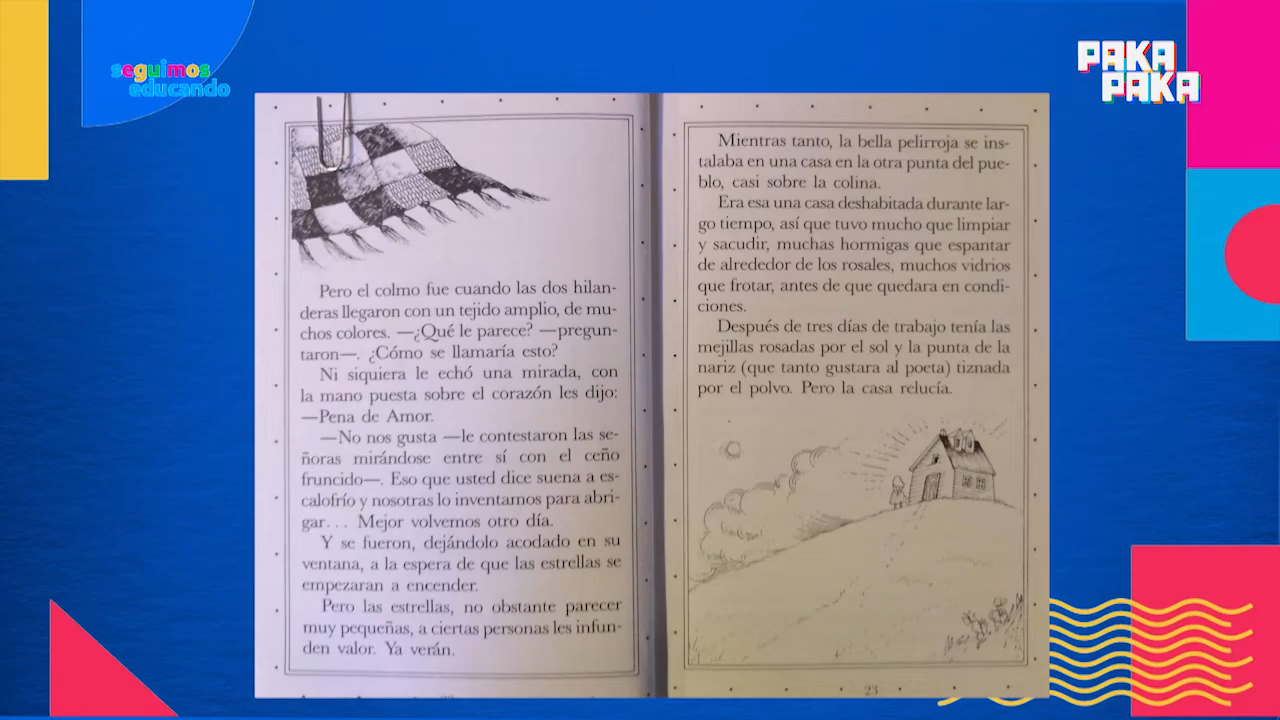 seguimos
educando
PAKA
PAKA
Pero el colmo fue cuando las dos hilan-
deras llegaron con un tejido amplio, de mu-
chos colores. —¿Qué le parece? —pregun-
taron—. ¿Cómo se llamaría esto?
Ni siquiera le echó una mirada, con
la mano puesta sobre el corazón les dijo:
—Pena de Amor.
—No nos gusta —le contestaron las se-
ñoras mirándose entre sí con el ceño
fruncido—. Eso que usted dice suena a es-
calofrío y nosotras lo inventamos para abri-
gar... Mejor volvemos otro día.
Y se fueron, dejándolo acodado en su
ventana, a la espera de que las estrellas se
empezaran a encender.
Pero las estrellas, no obstante parecer
muy pequeñas, a ciertas personas les infun-
den valor. Ya verán.
Mientras tanto, la bella pelirroja se ins-
talaba en una casa en la otra punta del pue-
blo, casi sobre la colina.
Era esa una casa deshabitada durante lar-
go tiempo, así que tuvo mucho que limpiar
y sacudir, muchas hormigas que espantar
de alrededor de los rosales, muchos vidrios
que frotar, antes de que quedara en condi-
ciones.
Después de tres días de trabajo tenía las
mejillas rosadas por el sol y la punta de la
nariz (que tanto gustara al poeta) tiznada
por el polvo. Pero la casa relucía.
23